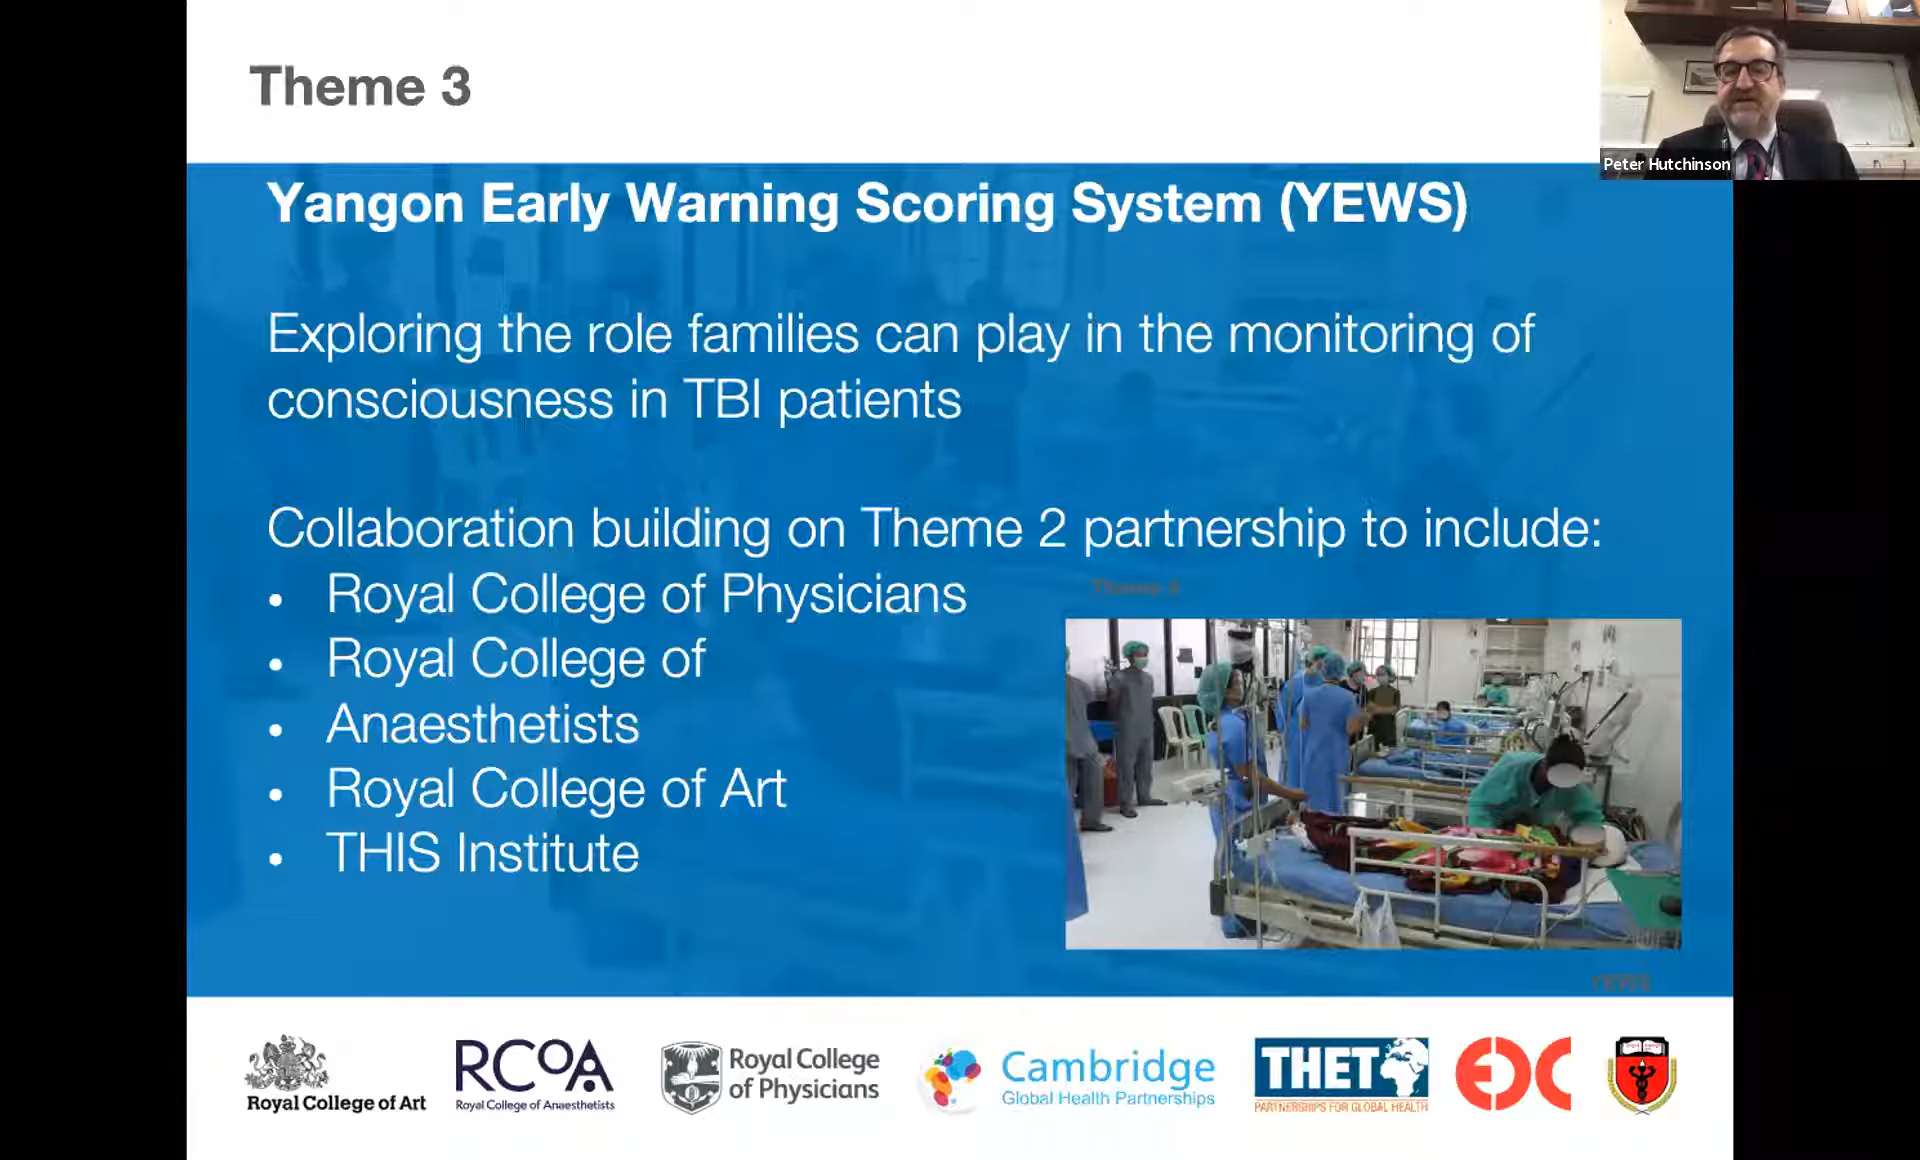 Theme 3
Peter Hutchinson
Yangon Early Warning Scoring System (YEWS)
Exploring the role families can play in the monitoring of
consciousness in TBI patients
Collaboration building on Theme 2 partnership to include:
• Royal College of Physicians
• Royal College of
• Anaesthetists
• Royal College of Art
• THIS Institute
YEWS
Royal College of Art
RCOA
Royal College of Anaesthetists
Royal College
of Physicians
Cambridge
Global Health Partnerships
THET
PARTNERSHIPS FOR GLOBAL HEALTH